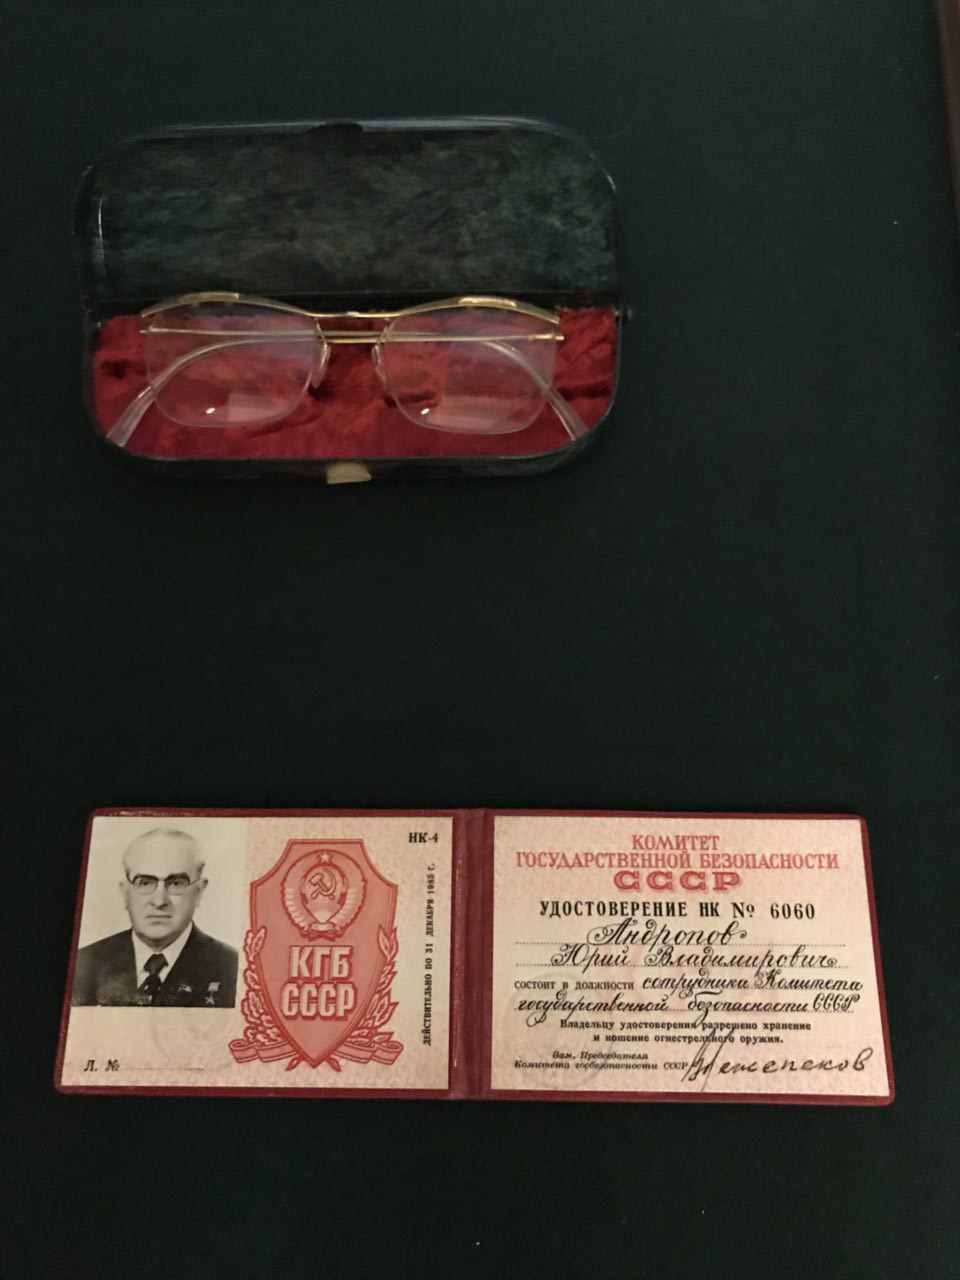 НК-4
КГБ
СССР
ДЕЙСТВИТЕЛЬНО ПО 31 ДЕКАБРЯ 1985 г.
Л. №
КОМИТЕТ
ГОСУДАРСТВЕННОЙ БЕЗОПАСНОСТИ
СССР
УДОСТОВЕРЕНИЕ НК № 6060
Андропов
Юрий Владимирович
состоит в должности сотрудника Комитета
государственной безопасности СССР
Владельцу удостоверения разрешено хранение
и ношение огнестрельного оружия.
Зам. Председателя
Комитета госбезопасности СССР